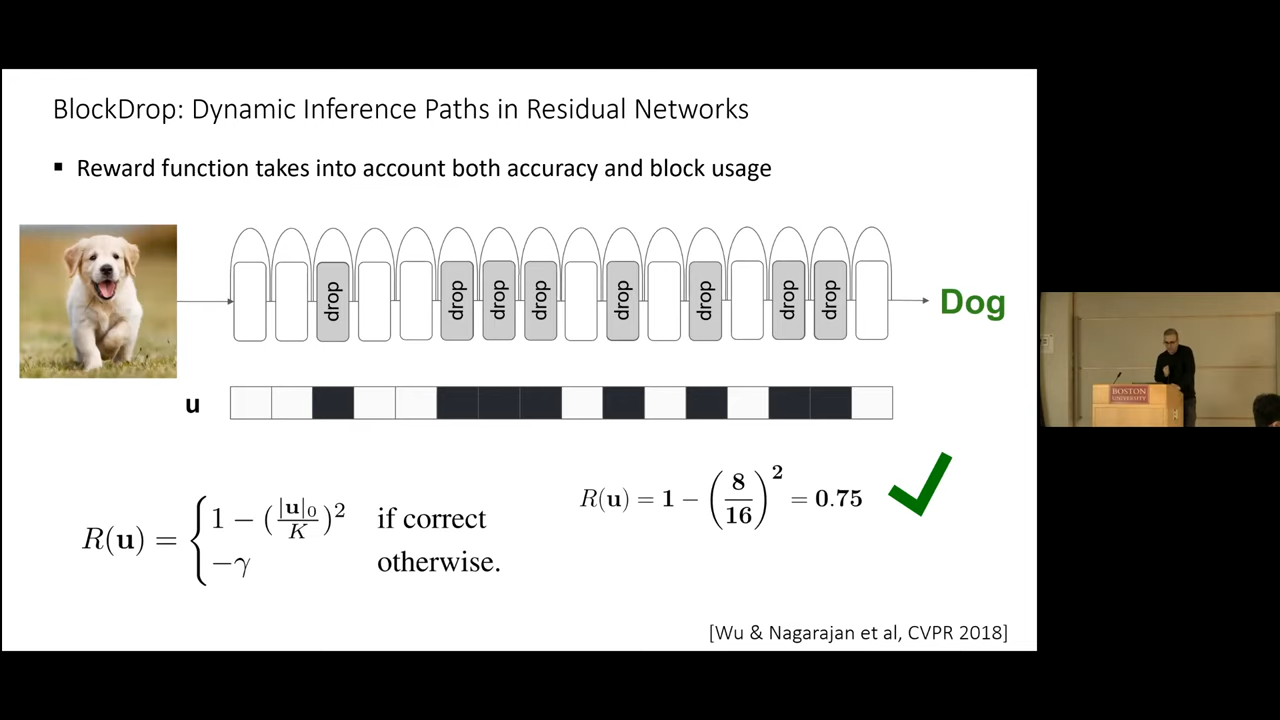 BlockDrop: Dynamic Inference Paths in Residual Networks
▪ Reward function takes into account both accuracy and block usage
drop drop drop drop drop drop drop drop
Dog
u
R(u) = { 1 − (|u|₀/K)² if correct
−γ otherwise.
R(u) = 1 − (8/16)² = 0.75
[Wu & Nagarajan et al, CVPR 2018]
BOSTON
UNIVERSITY